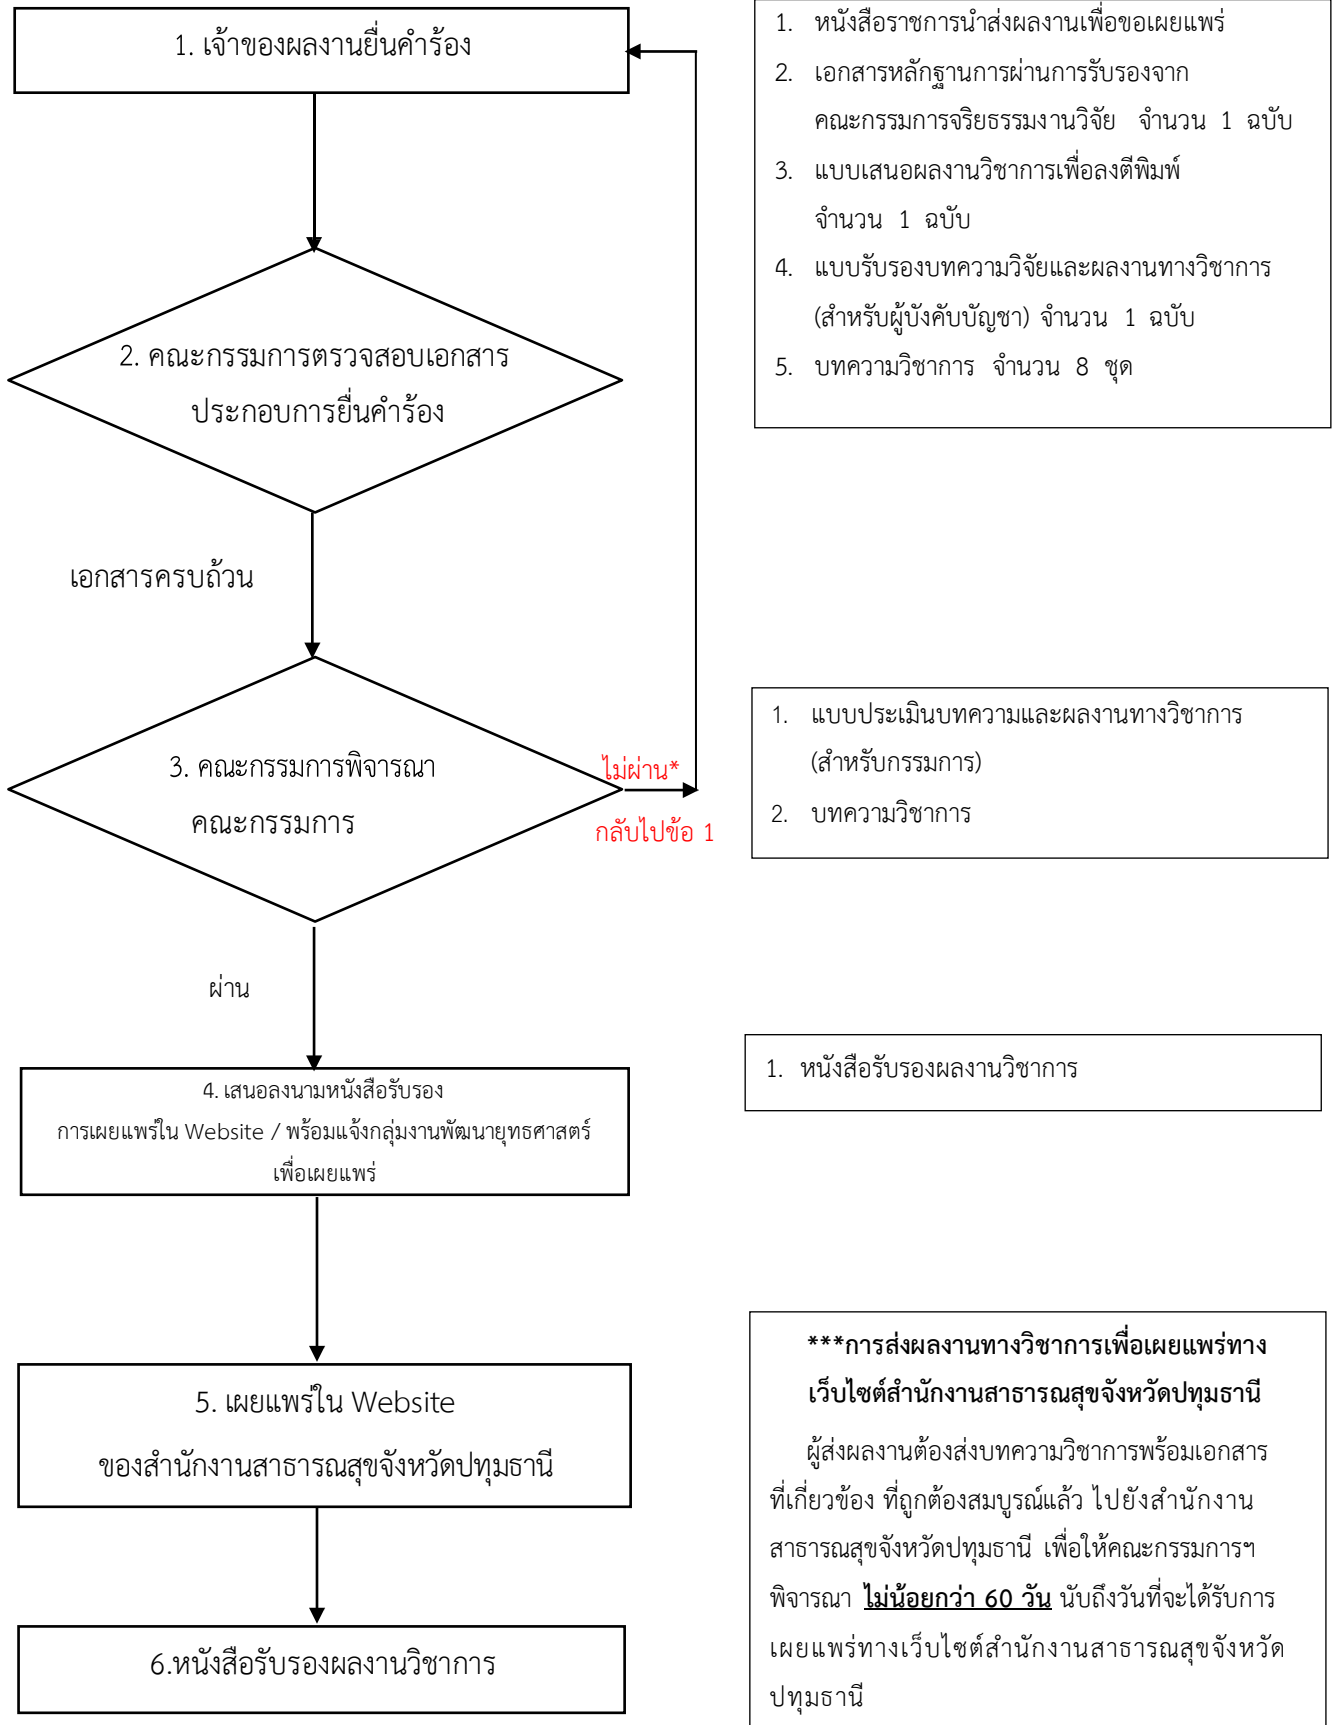 1. เจ้าของผลงานยื่นคำร้อง
1. หนังสือราชการนำส่งผลงานเพื่อขอเผยแพร่
2. เอกสารหลักฐานการผ่านการรับรองจาก
คณะกรรมการจริยธรรมงานวิจัย จำนวน 1 ฉบับ
3. แบบเสนอผลงานวิชาการเพื่อลงตีพิมพ์
จำนวน 1 ฉบับ
4. แบบรับรองบทความวิจัยและผลงานทางวิชาการ
(สำหรับผู้บังคับบัญชา) จำนวน 1 ฉบับ
5. บทความวิชาการ จำนวน 8 ชุด
2. คณะกรรมการตรวจสอบเอกสาร
ประกอบการยื่นคำร้อง
เอกสารครบถ้วน
3. คณะกรรมการพิจารณา
คณะกรรมการ
ไม่ผ่าน*
กลับไปข้อ 1
1. แบบประเมินบทความและผลงานทางวิชาการ
(สำหรับกรรมการ)
2. บทความวิชาการ
ผ่าน
4. เสนอลงนามหนังสือรับรอง
การเผยแพร่ใน Website / พร้อมแจ้งกลุ่มงานพัฒนายุทธศาสตร์
เพื่อเผยแพร่
1. หนังสือรับรองผลงานวิชาการ
5. เผยแพร่ใน Website
ของสำนักงานสาธารณสุขจังหวัดปทุมธานี
6.หนังสือรับรองผลงานวิชาการ
***การส่งผลงานทางวิชาการเพื่อเผยแพร่ทาง
เว็บไซต์สำนักงานสาธารณสุขจังหวัดปทุมธานี
ผู้ส่งผลงานต้องส่งบทความวิชาการพร้อมเอกสาร
ที่เกี่ยวข้อง ที่ถูกต้องสมบูรณ์แล้ว ไปยังสำนักงาน
สาธารณสุขจังหวัดปทุมธานี เพื่อให้คณะกรรมการฯ
พิจารณา ไม่น้อยกว่า 60 วัน นับถึงวันที่จะได้รับการ
เผยแพร่ทางเว็บไซต์สำนักงานสาธารณสุขจังหวัด
ปทุมธานี